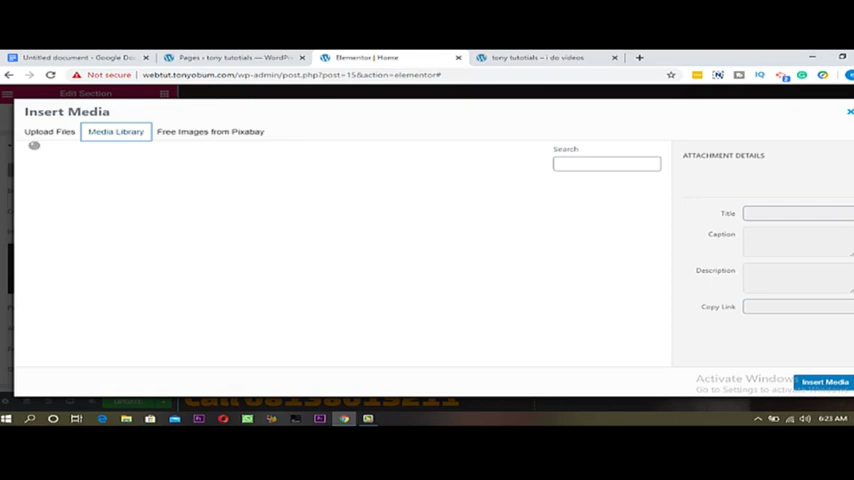 Untitled document - Google Do
Pages ‹ tony tutotials — WordPr
Elementor | Home
tony tutotials – i do videos
Not secure
webtut.tonyobum.com/wp-admin/post.php?post=15&action=elementor#
Edit Section
Insert Media
Upload Files
Media Library
Free Images from Pixabay
Search
ATTACHMENT DETAILS
Title
Caption
Description
Copy Link
Activate Windows
Go to Settings to activate Windows
Insert Media
UPDATE
6:23 AM